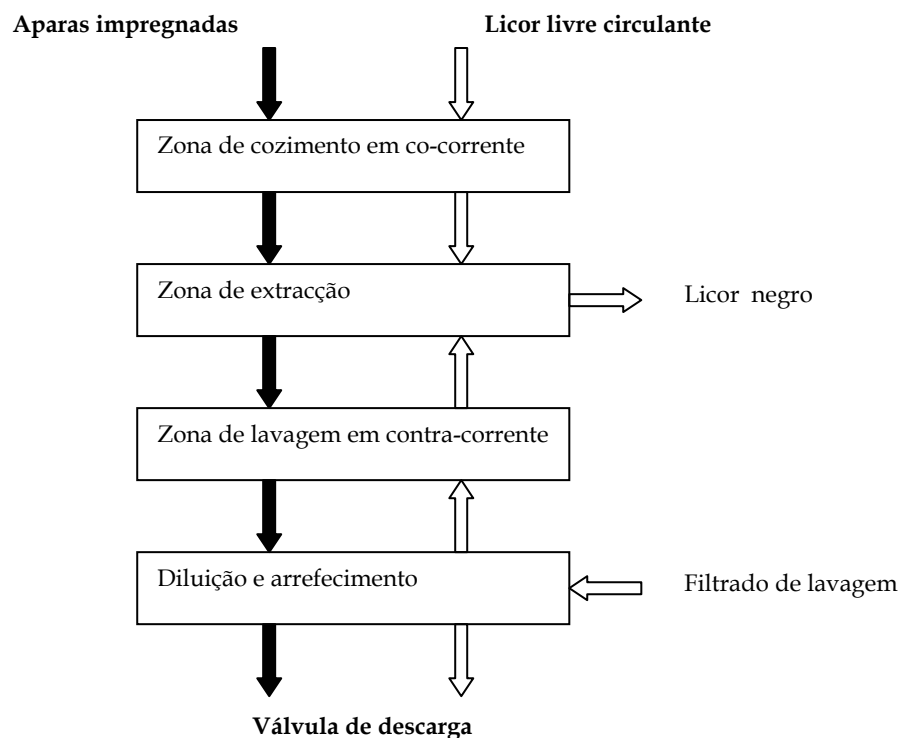 Aparas impregnadas
Licor livre circulante
Zona de cozimento em co-corrente
Zona de extracção
Licor negro
Zona de lavagem em contra-corrente
Diluição e arrefecimento
Filtrado de lavagem
Válvula de descarga